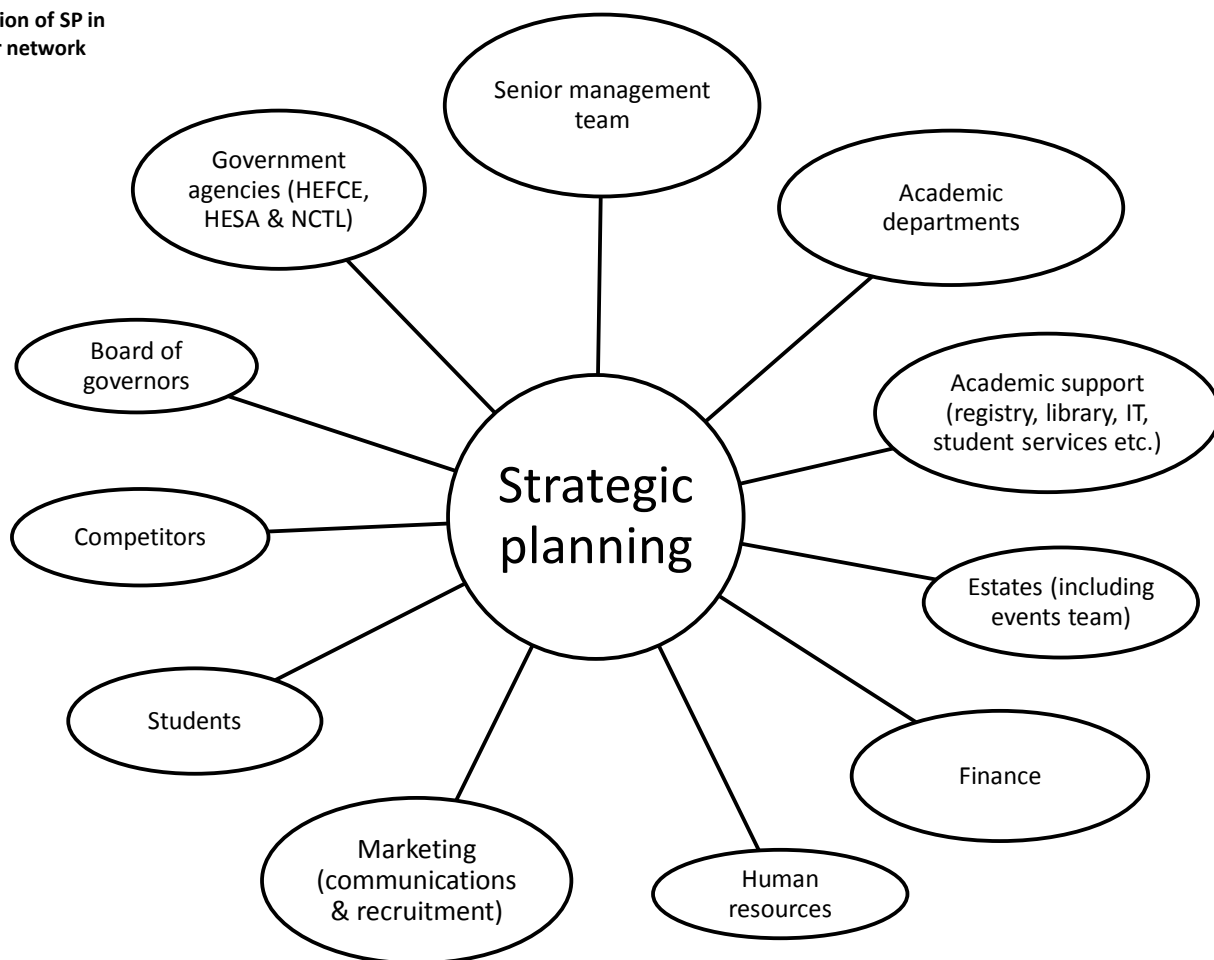 ion of SP in
network
Senior management
team
Government
agencies (HEFCE,
HESA & NCTL)
Academic
departments
Board of
governors
Academic support
(registry, library, IT,
student services etc.)
Strategic
planning
Competitors
Estates (including
events team)
Students
Finance
Marketing
(communications
& recruitment)
Human
resources